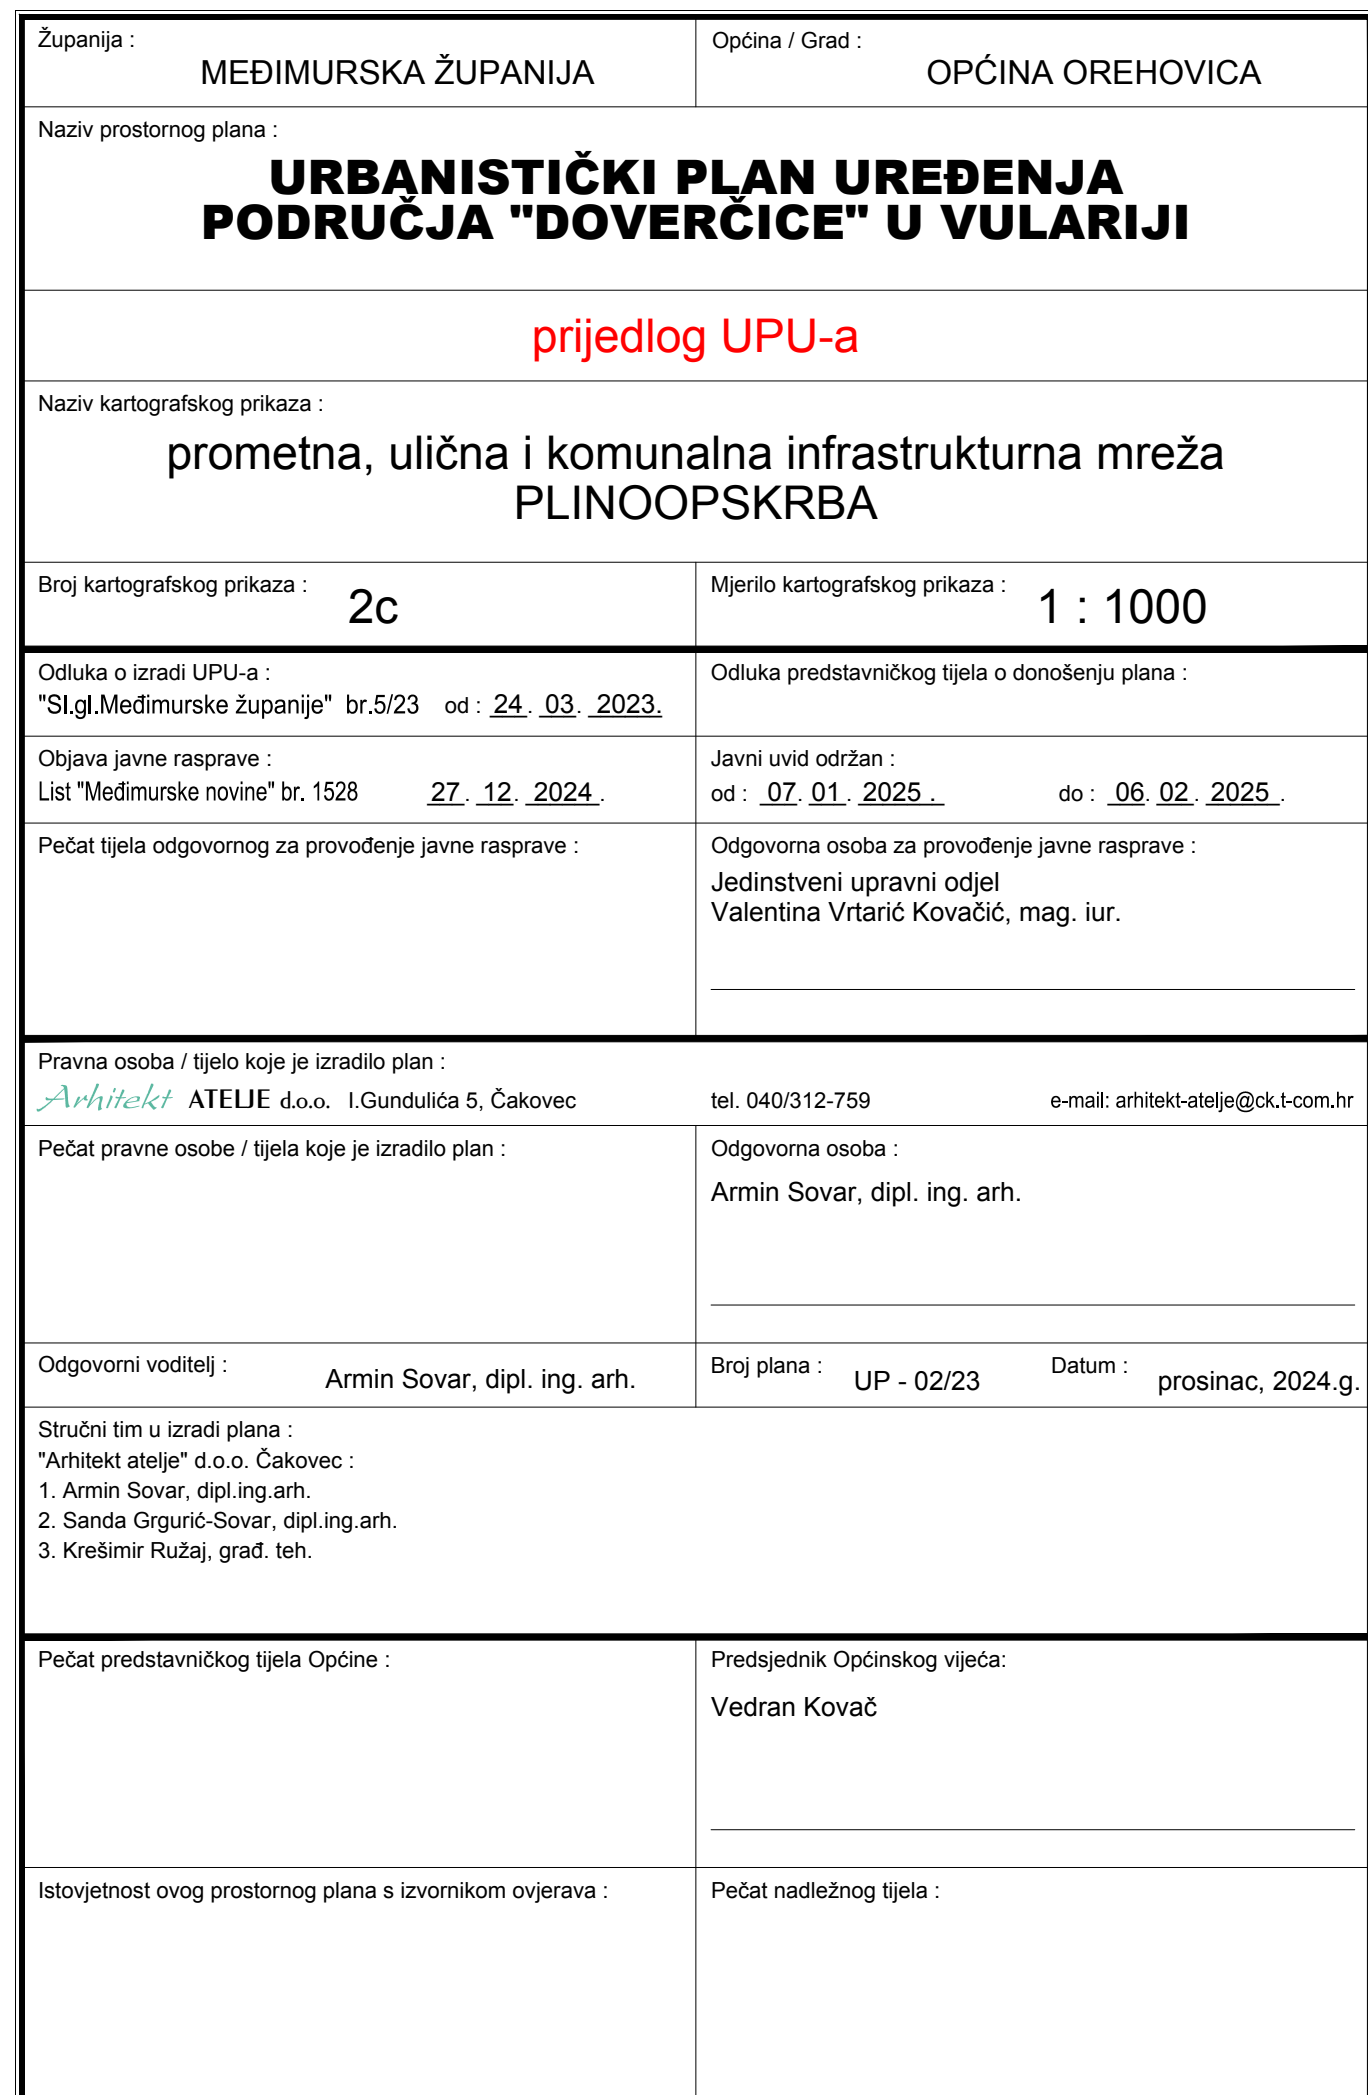 Županija :
MEĐIMURSKA ŽUPANIJA
Općina / Grad :
OPĆINA OREHOVICA
Naziv prostornog plana :
URBANISTIČKI PLAN UREĐENJA
PODRUČJA "DOVERČICE" U VULARIJI
prijedlog UPU-a
Naziv kartografskog prikaza :
prometna, ulična i komunalna infrastrukturna mreža
PLINOOPSKRBA
Broj kartografskog prikaza :
2c
Mjerilo kartografskog prikaza :
1 : 1000
Odluka o izradi UPU-a :
"Sl.gl.Međimurske županije" br.5/23 od : 24. 03. 2023.
Odluka predstavničkog tijela o donošenju plana :
Objava javne rasprave :
List "Međimurske novine" br. 1528 27. 12. 2024.
Javni uvid održan :
od : 07. 01. 2025 . do : 06. 02. 2025.
Pečat tijela odgovornog za provođenje javne rasprave :
Odgovorna osoba za provođenje javne rasprave :
Jedinstveni upravni odjel
Valentina Vrtarić Kovačić, mag. iur.
Pravna osoba / tijelo koje je izradilo plan :
Arhitekt ATELJE d.o.o. I.Gundulića 5, Čakovec tel. 040/312-759 e-mail: arhitekt-atelje@ck.t-com.hr
Pečat pravne osobe / tijela koje je izradilo plan :
Odgovorna osoba :
Armin Sovar, dipl. ing. arh.
Odgovorni voditelj :
Armin Sovar, dipl. ing. arh.
Broj plana :
UP - 02/23
Datum :
prosinac, 2024.g.
Stručni tim u izradi plana :
"Arhitekt atelje" d.o.o. Čakovec :
1. Armin Sovar, dipl.ing.arh.
2. Sanda Grgurić-Sovar, dipl.ing.arh.
3. Krešimir Ružaj, građ. teh.
Pečat predstavničkog tijela Općine :
Predsjednik Općinskog vijeća:
Vedran Kovač
Istovjetnost ovog prostornog plana s izvornikom ovjerava :
Pečat nadležnog tijela :